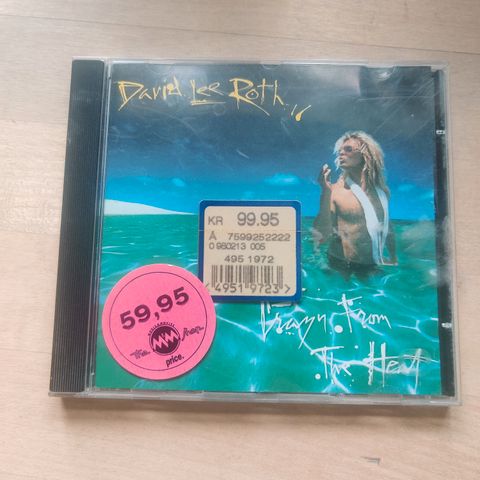 David Lee Roth
KR 99.95
A 7599252222
0 980213 005
495 1972
4951 9723
59,95
price.
Crazy From
The Heat